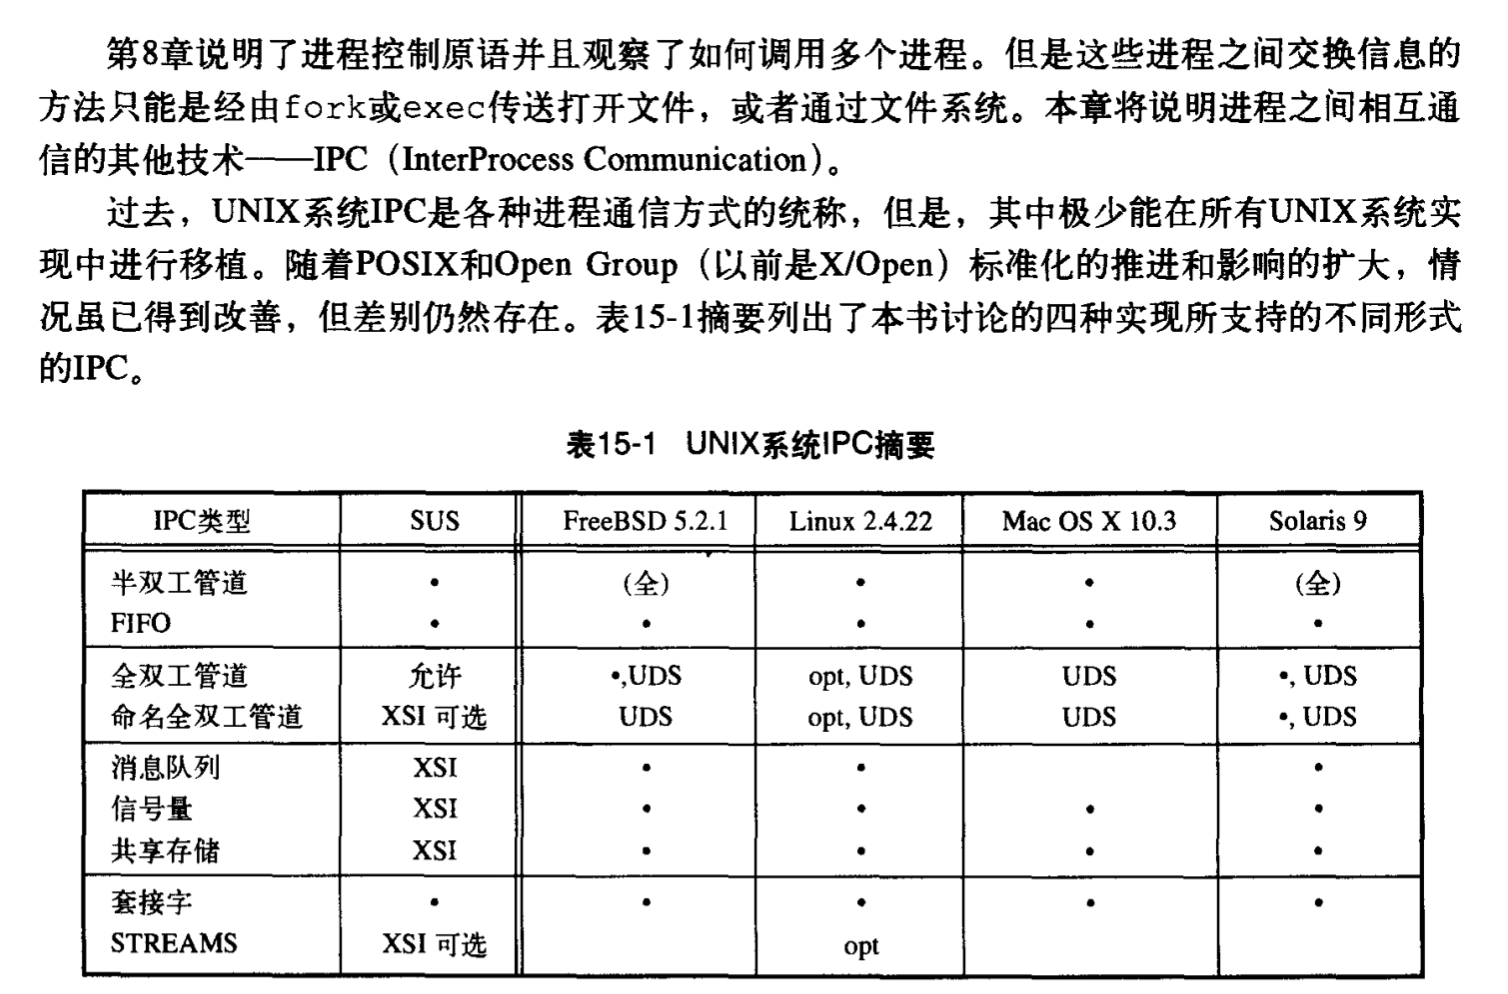 第8章说明了进程控制原语并且观察了如何调用多个进程。但是这些进程之间交换信息的
方法只能是经由fork或exec传送打开文件，或者通过文件系统。本章将说明进程之间相互通
信的其他技术——IPC（InterProcess Communication）。
过去，UNIX系统IPC是各种进程通信方式的统称，但是，其中极少能在所有UNIX系统实
现中进行移植。随着POSIX和Open Group（以前是X/Open）标准化的推进和影响的扩大，情
况虽已得到改善，但差别仍然存在。表15-1摘要列出了本书讨论的四种实现所支持的不同形式
的IPC。
表15-1 UNIX系统IPC摘要
IPC类型 SUS FreeBSD 5.2.1 Linux 2.4.22 Mac OS X 10.3 Solaris 9
半双工管道 • (全) • • (全)
FIFO • • • • •
全双工管道 允许 •,UDS opt, UDS UDS •, UDS
命名全双工管道 XSI 可选 UDS opt, UDS UDS •, UDS
消息队列 XSI • • •
信号量 XSI • • • •
共享存储 XSI • • • •
套接字 • • • • •
STREAMS XSI 可选 opt